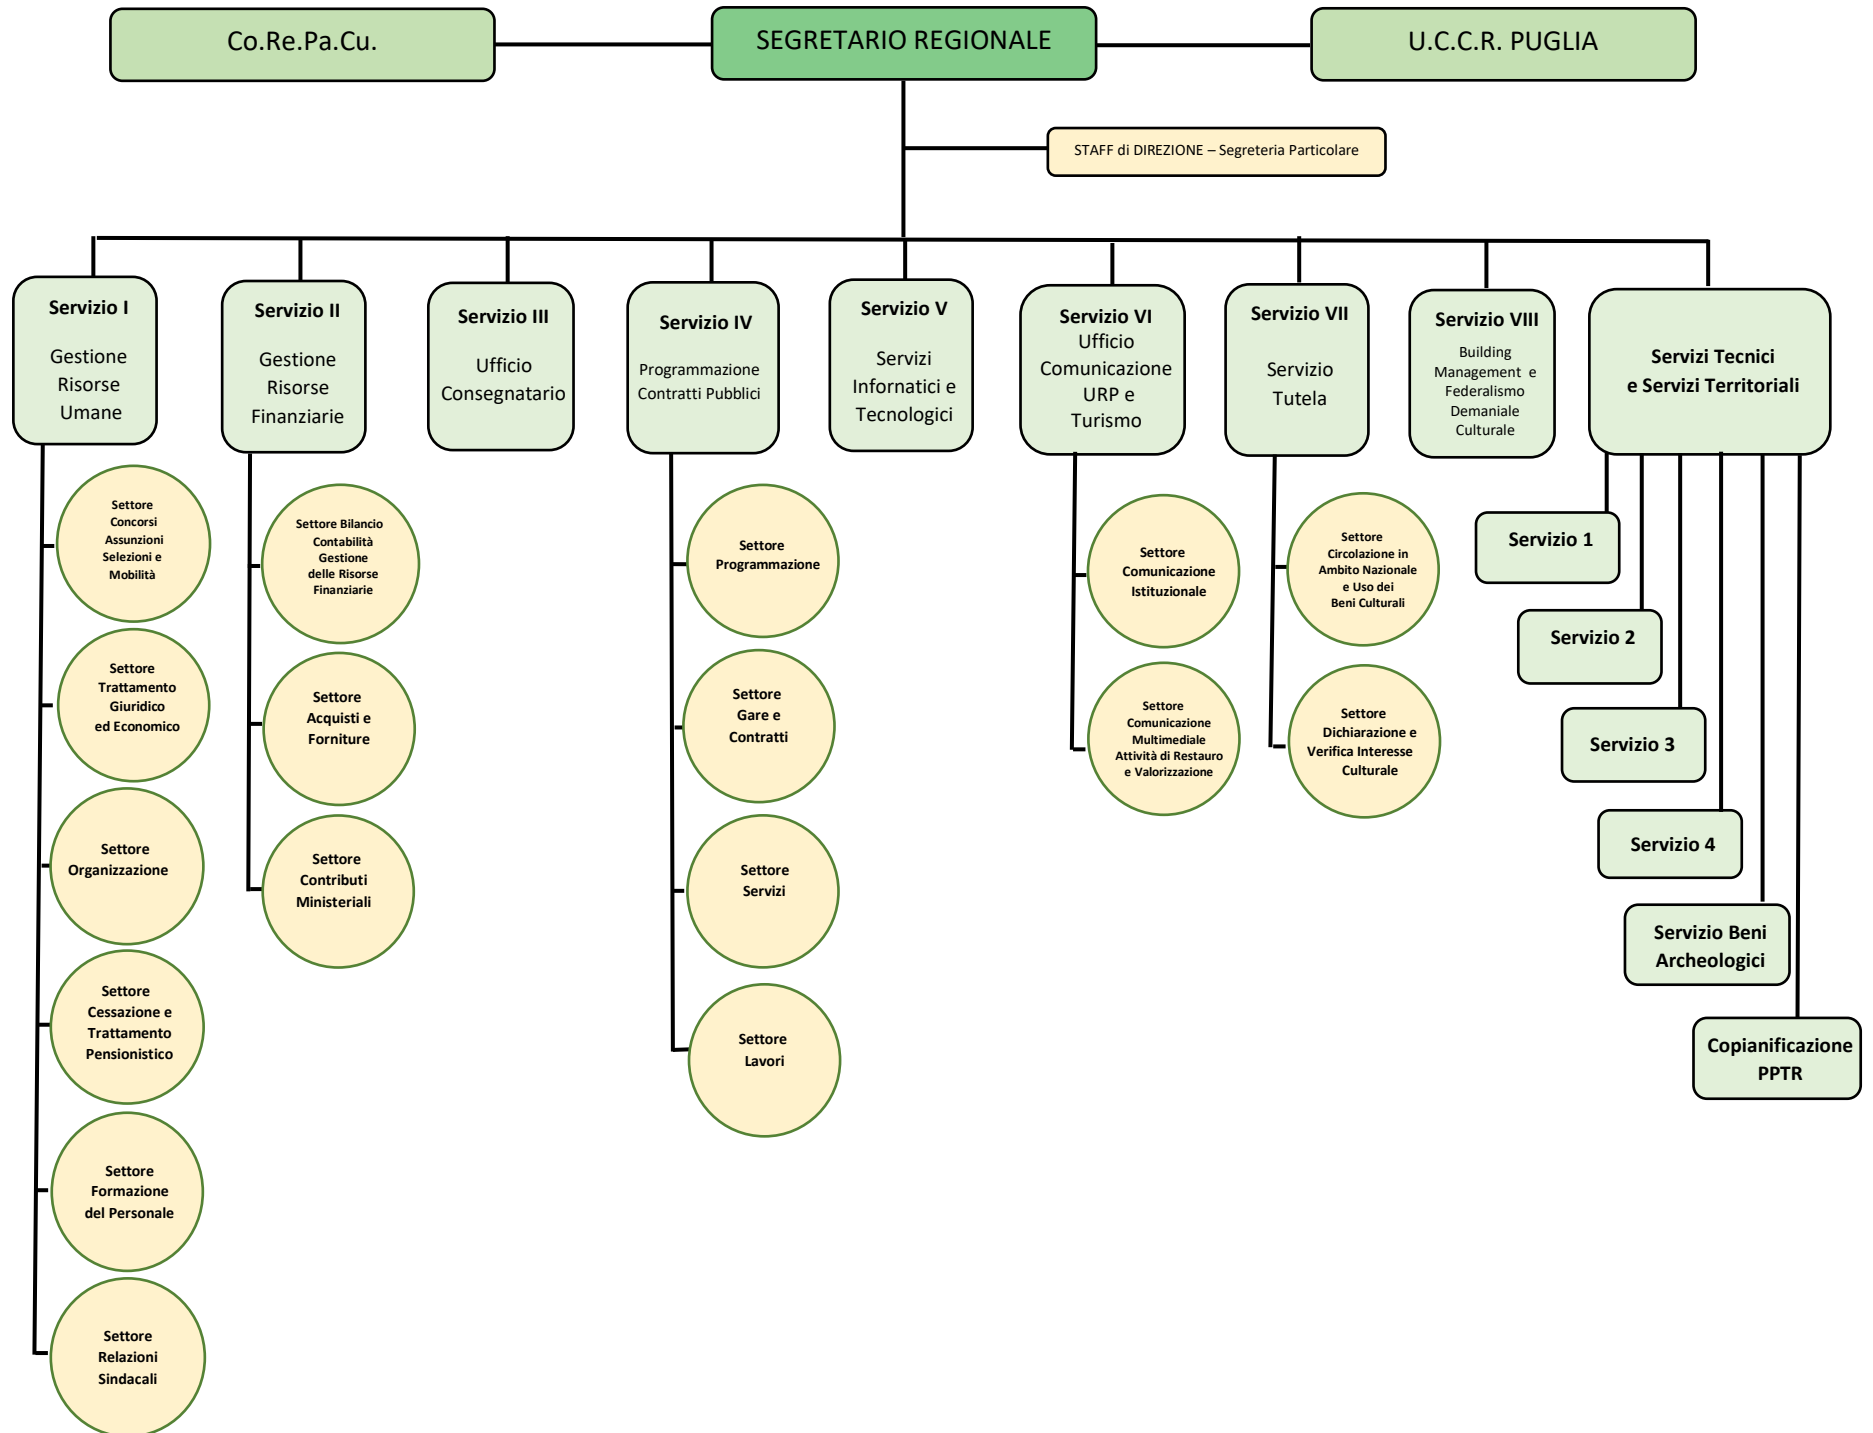 Co.Re.Pa.Cu.
SEGRETARIO REGIONALE
U.C.C.R. PUGLIA
STAFF di DIREZIONE – Segreteria Particolare
Servizio I
Gestione
Risorse
Umane
Servizio II
Gestione
Risorse
Finanziarie
Servizio III
Ufficio
Consegnatario
Servizio IV
Programmazione
Contratti Pubblici
Servizio V
Servizi
Infornatici e
Tecnologici
Servizio VI
Ufficio
Comunicazione
URP e
Turismo
Servizio VII
Servizio
Tutela
Servizio VIII
Building
Management e
Federalismo
Demaniale
Culturale
Servizi Tecnici
e Servizi Territoriali
Settore
Concorsi
Assunzioni
Selezioni e
Mobilità
Settore
Trattamento
Giuridico
ed Economico
Settore
Organizzazione
Settore
Cessazione e
Trattamento
Pensionistico
Settore
Formazione
del Personale
Settore
Relazioni
Sindacali
Settore Bilancio
Contabilità
Gestione
delle Risorse
Finanziarie
Settore
Acquisti e
Forniture
Settore
Contributi
Ministeriali
Settore
Programmazione
Settore
Gare e
Contratti
Settore
Servizi
Settore
Lavori
Settore
Comunicazione
Istituzionale
Settore
Comunicazione
Multimediale
Attività di Restauro
e Valorizzazione
Settore
Circolazione in
Ambito Nazionale
e Uso dei
Beni Culturali
Settore
Dichiarazione e
Verifica Interesse
Culturale
Servizio 1
Servizio 2
Servizio 3
Servizio 4
Servizio Beni
Archeologici
Copianificazione
PPTR